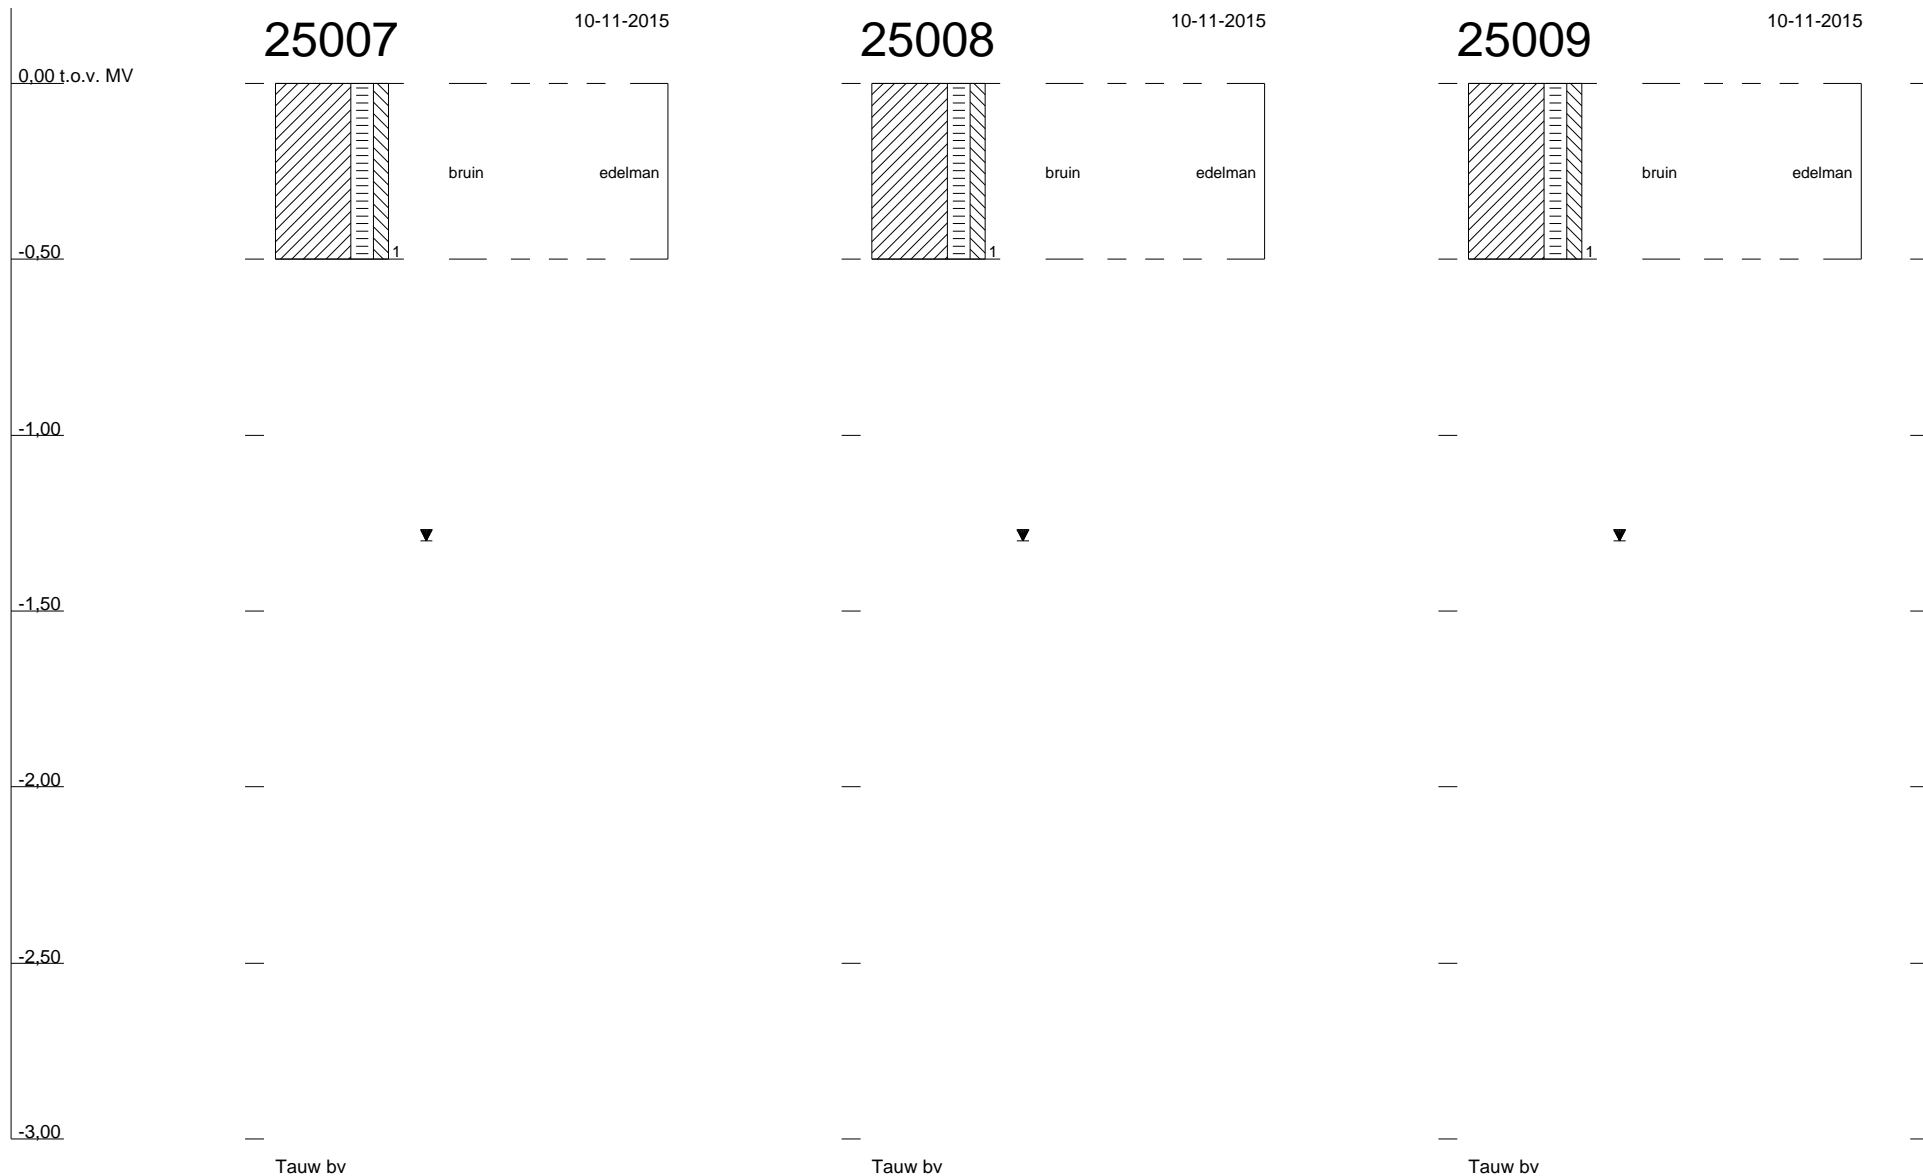 25007 10-11-2015 25008 10-11-2015 25009 10-11-2015
0,00 t.o.v. MV
bruin edelman bruin edelman bruin edelman
-0,50 1 1 1
-1,00
-1,50
-2,00
-2,50
-3,00
Tauw bv Tauw bv Tauw bv